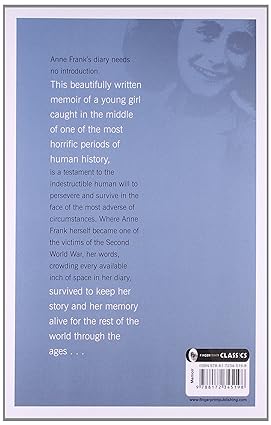 Anne Frank's diary needs
no introduction.
This beautifully written
memoir of a young girl
caught in the middle
of one of the most
horrific periods of
human history,
is a testament to the
indestructible human will to
persevere and survive in
the face of the most adverse of
circumstances. Where Anne
Frank herself became one
of the victims of the Second
World War, her words,
crowding every available
inch of space in her diary,
survived to keep her
story and her memory
alive for the rest of the
world through the
ages . . .
Memoir
CLASSICS
ISBN
9 788172 345198
www.fingerprintpublishing.com